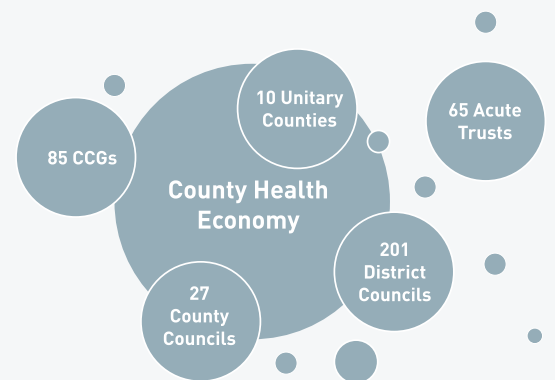 10 Unitary
Counties
65 Acute
Trusts
85 CCGs
County Health
Economy
201
District
Councils
27
County
Councils